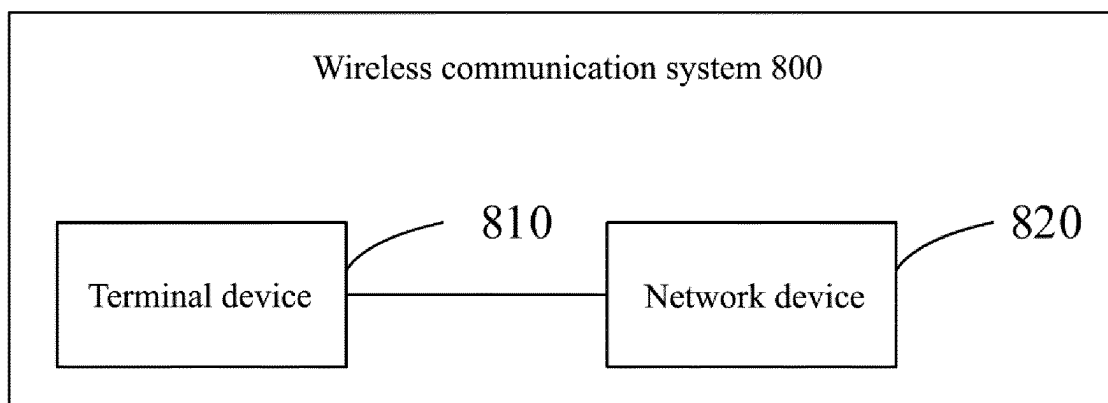 Wireless communication system 800
810
820
Terminal device
Network device